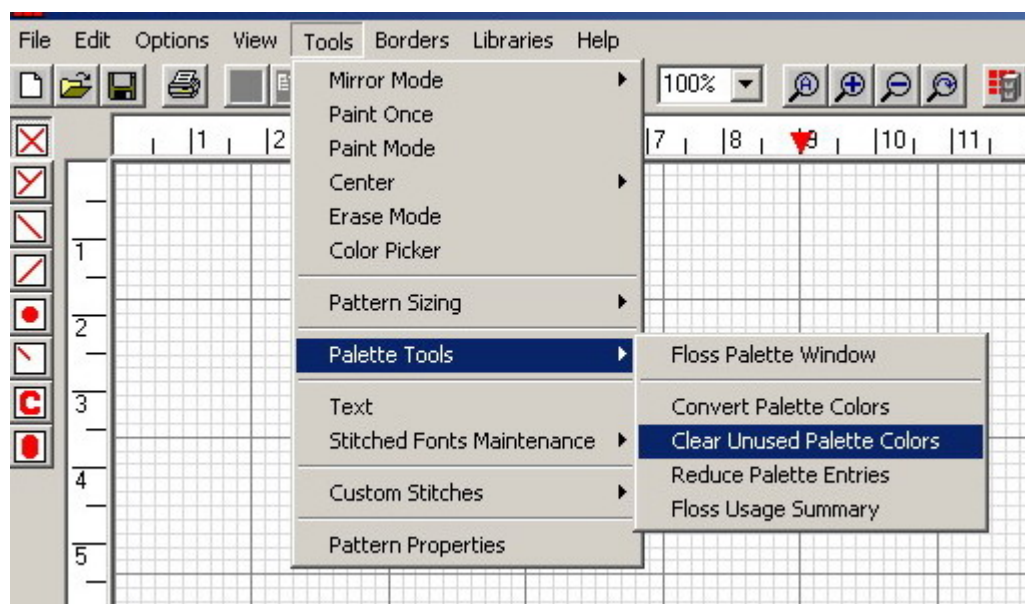 File Edit Options View Tools Borders Libraries Help
100%
1 2 7 8 9 10 11
Mirror Mode
Paint Once
Paint Mode
Center
Erase Mode
Color Picker
Pattern Sizing
Palette Tools
Text
Stitched Fonts Maintenance
Custom Stitches
Pattern Properties
Floss Palette Window
Convert Palette Colors
Clear Unused Palette Colors
Reduce Palette Entries
Floss Usage Summary
C
1
2
3
4
5